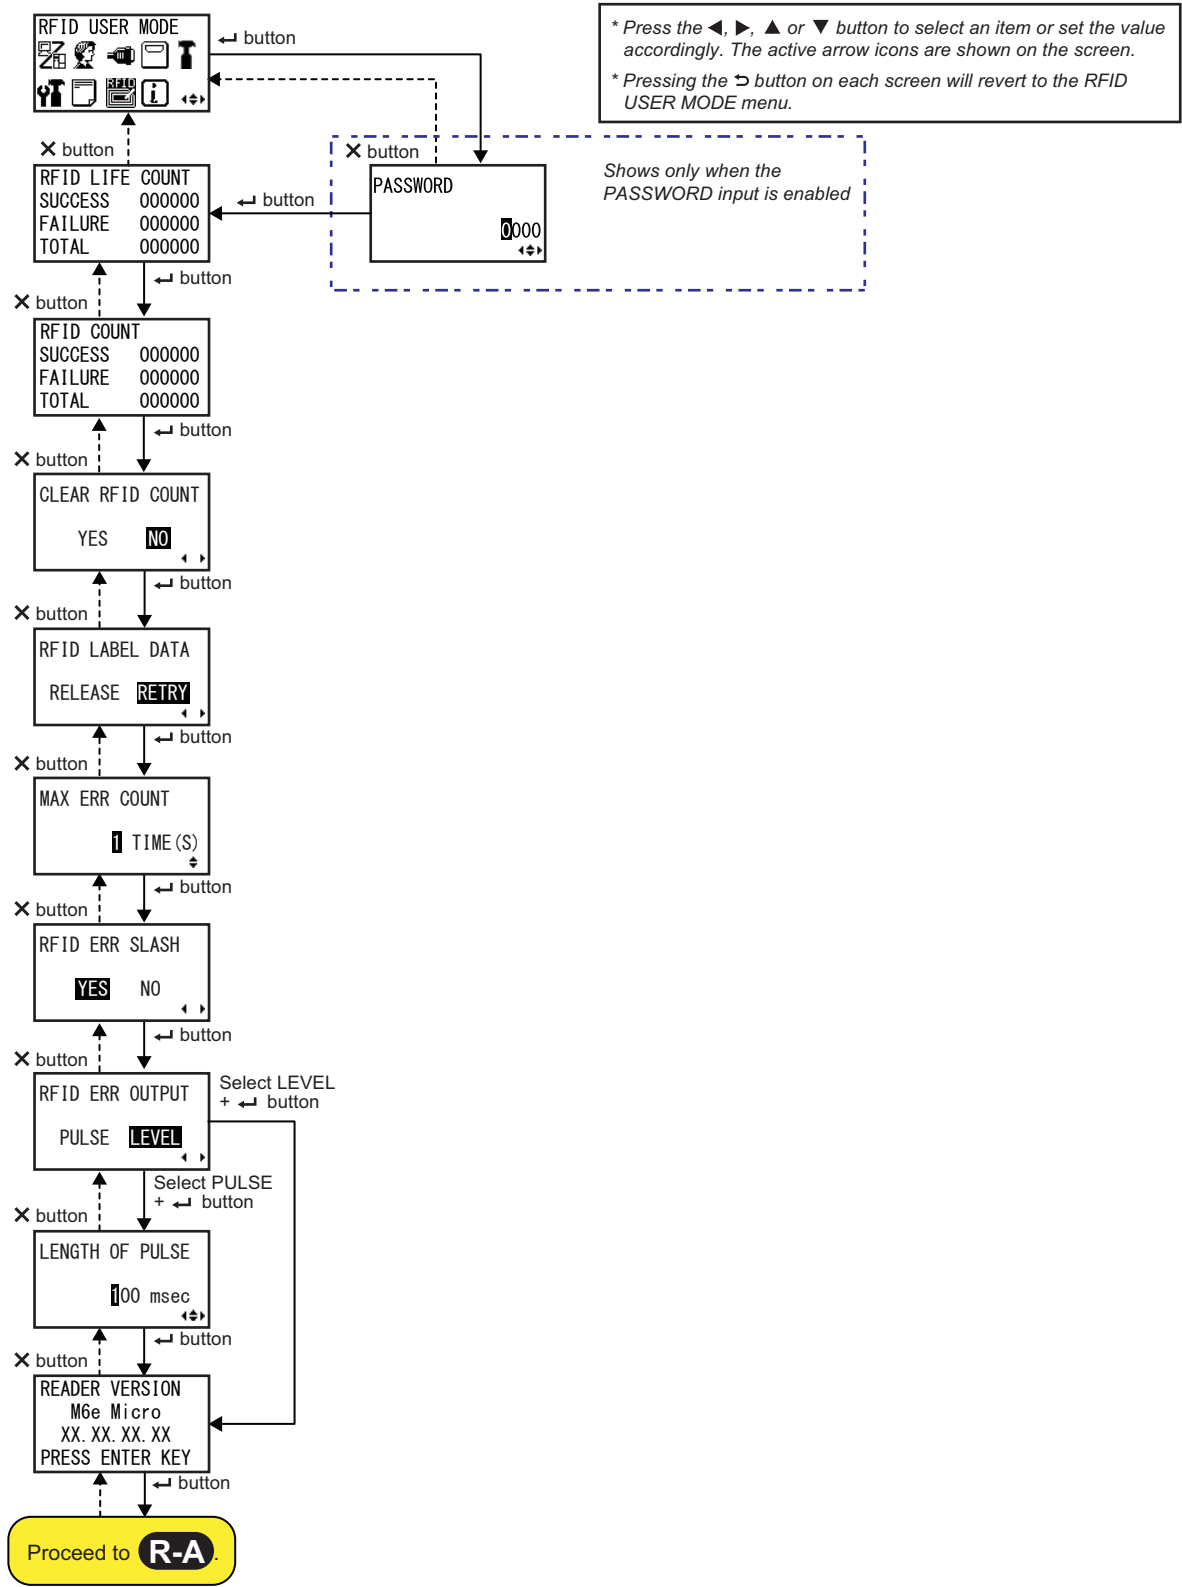 RFID USER MODE
button
* Press the ◀, ▶, ▲ or ▼ button to select an item or set the value
accordingly. The active arrow icons are shown on the screen.
* Pressing the ⮌ button on each screen will revert to the RFID
USER MODE menu.
RFID
i
✕ button
✕ button
Shows only when the
PASSWORD input is enabled
PASSWORD
0000
↵ button
RFID LIFE COUNT
SUCCESS 000000
FAILURE 000000
TOTAL 000000
↵ button
✕ button
RFID COUNT
SUCCESS 000000
FAILURE 000000
TOTAL 000000
↵ button
✕ button
CLEAR RFID COUNT
YES NO
↵ button
✕ button
RFID LABEL DATA
RELEASE RETRY
↵ button
✕ button
MAX ERR COUNT
1 TIME(S)
↵ button
✕ button
RFID ERR SLASH
YES NO
↵ button
✕ button
RFID ERR OUTPUT
PULSE LEVEL
Select LEVEL
+ ↵ button
Select PULSE
+ ↵ button
✕ button
LENGTH OF PULSE
100 msec
↵ button
✕ button
READER VERSION
M6e Micro
XX.XX.XX.XX
PRESS ENTER KEY
↵ button
Proceed to R-A.